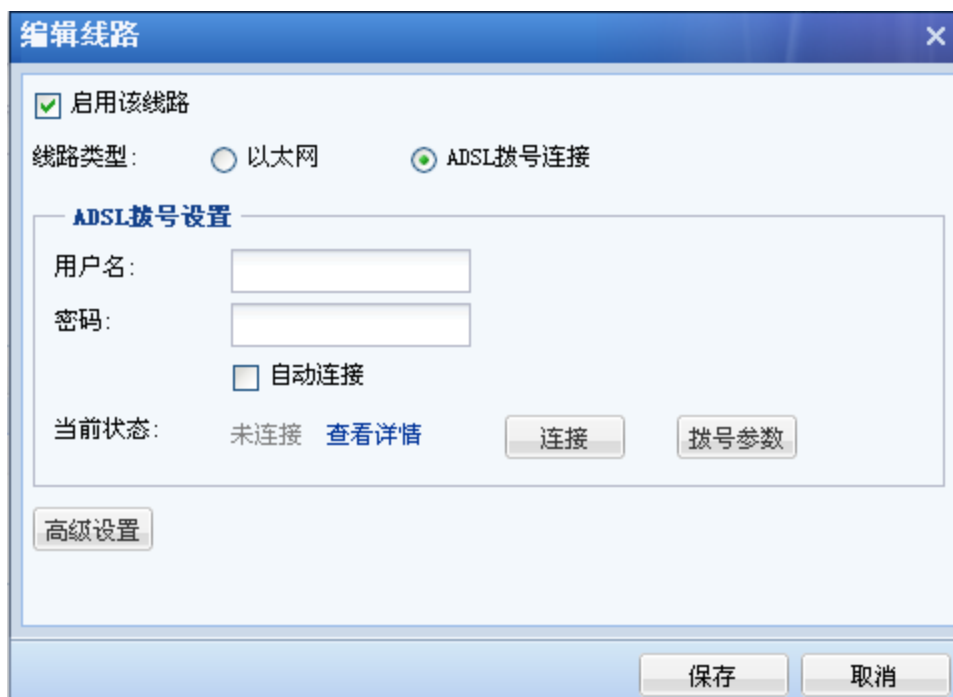 编辑线路
启用该线路
线路类型: 以太网 ADSL拨号连接
ADSL拨号设置
用户名:
密码:
自动连接
当前状态: 未连接 查看详情 连接 拨号参数
高级设置
保存 取消